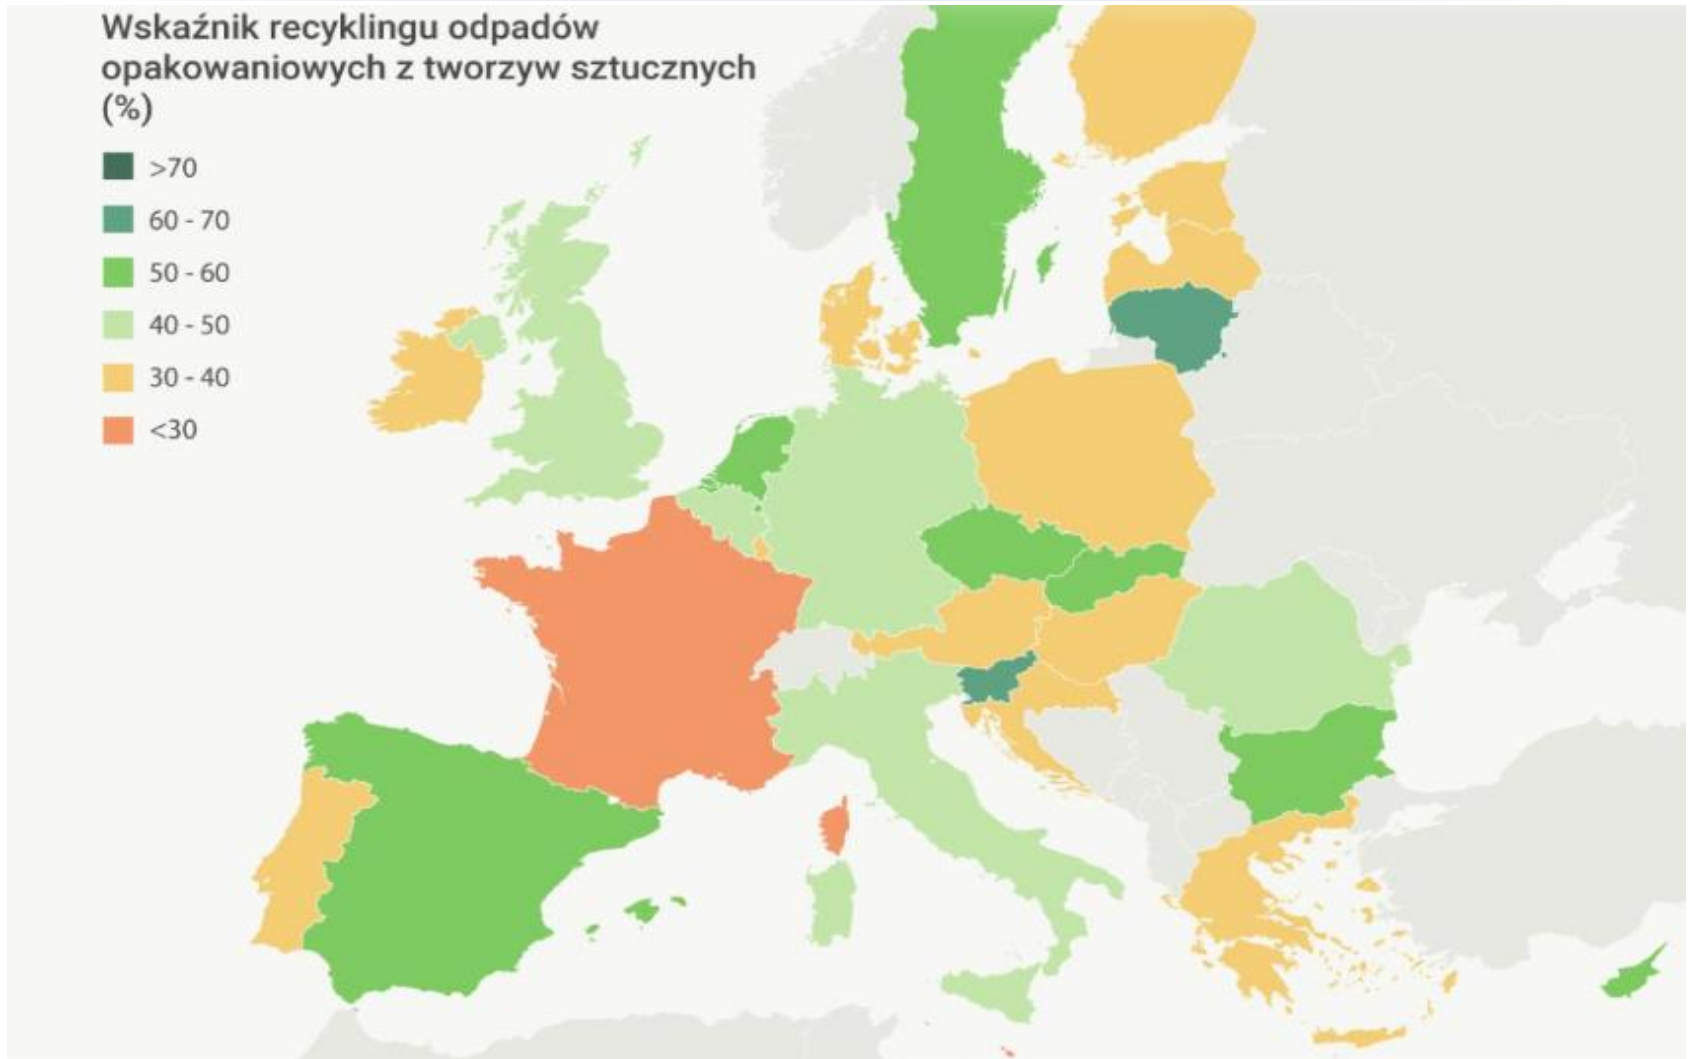 Wskaźnik recyklingu odpadów
opakowaniowych z tworzyw sztucznych
(%)
>70
60 - 70
50 - 60
40 - 50
30 - 40
<30